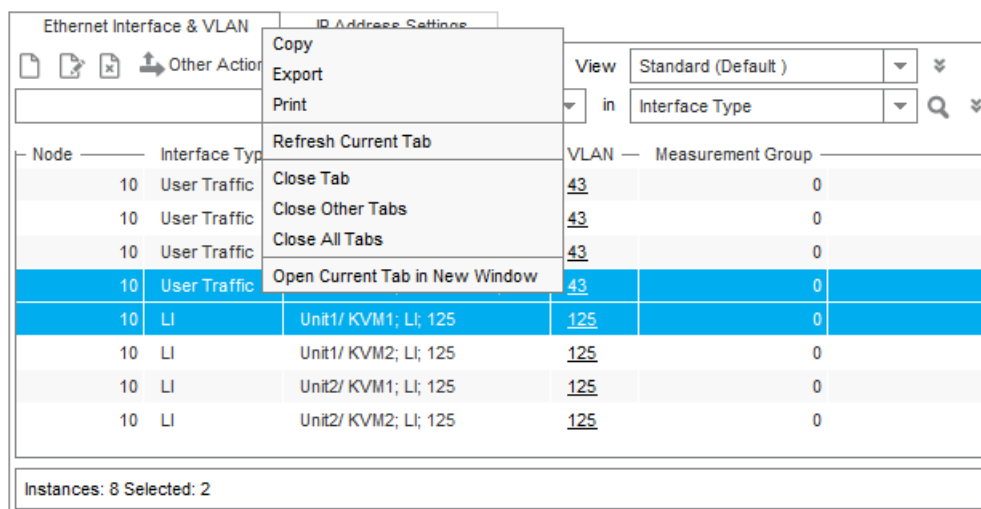 Ethernet Interface & VLAN IP Address Settings
Copy
Export
Print
Refresh Current Tab
Close Tab
Close Other Tabs
Close All Tabs
Open Current Tab in New Window
Other Action
View Standard (Default )
in Interface Type
Node Interface Typ VLAN Measurement Group
10 User Traffic 43 0
10 User Traffic 43 0
10 User Traffic 43 0
10 User Traffic 43 0
10 LI Unit1/ KVM1; LI; 125 125 0
10 LI Unit1/ KVM2; LI; 125 125 0
10 LI Unit2/ KVM1; LI; 125 125 0
10 LI Unit2/ KVM2; LI; 125 125 0
Instances: 8 Selected: 2